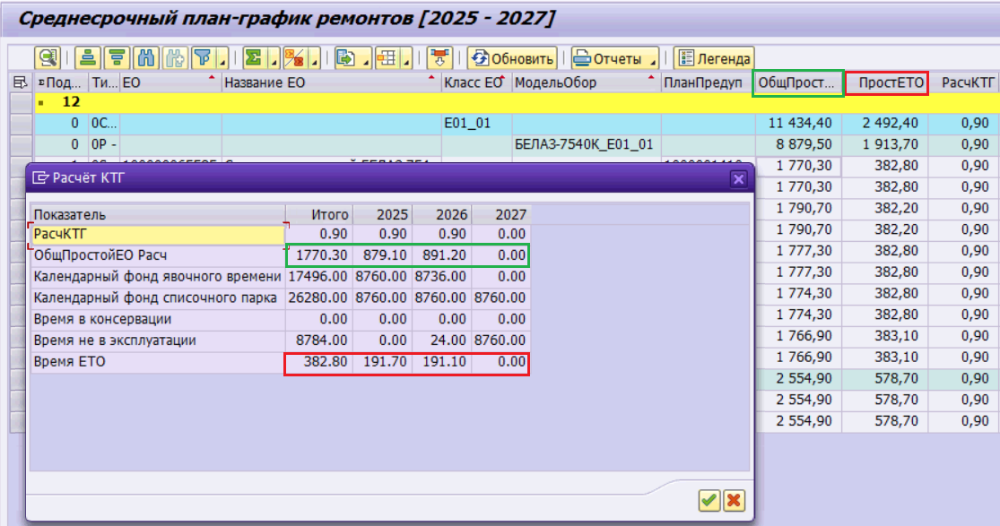 Среднесрочный план-график ремонтов [2025 - 2027]
Обновить Отчеты Легенда
Под... Ти... ЕО Название ЕО Класс ЕО МодельОбор ПланПредуп ОбщПрост... ПростЕТО РасчКТГ
12
0 0С... E01_01 11 434,40 2 492,40 0,90
0 0Р - БЕЛАЗ-7540К_E01_01 8 879,50 1 913,70 0,90
1 770,30 382,80 0,90
1 770,30 382,80 0,90
1 790,70 382,20 0,90
1 790,70 382,20 0,90
1 777,30 382,80 0,90
1 777,30 382,80 0,90
1 774,30 382,80 0,90
1 774,30 382,80 0,90
1 766,90 383,10 0,90
1 766,90 383,10 0,90
2 554,90 578,70 0,90
2 554,90 578,70 0,90
2 554,90 578,70 0,90
Расчёт КТГ
Показатель Итого 2025 2026 2027
РасчКТГ 0.90 0.90 0.90 0.00
ОбщПростойЕО Расч 1770.30 879.10 891.20 0.00
Календарный фонд явочного времени 17496.00 8760.00 8736.00 0.00
Календарный фонд списочного парка 26280.00 8760.00 8760.00 8760.00
Время в консервации 0.00 0.00 0.00 0.00
Время не в эксплуатации 8784.00 0.00 24.00 8760.00
Время ЕТО 382.80 191.70 191.10 0.00